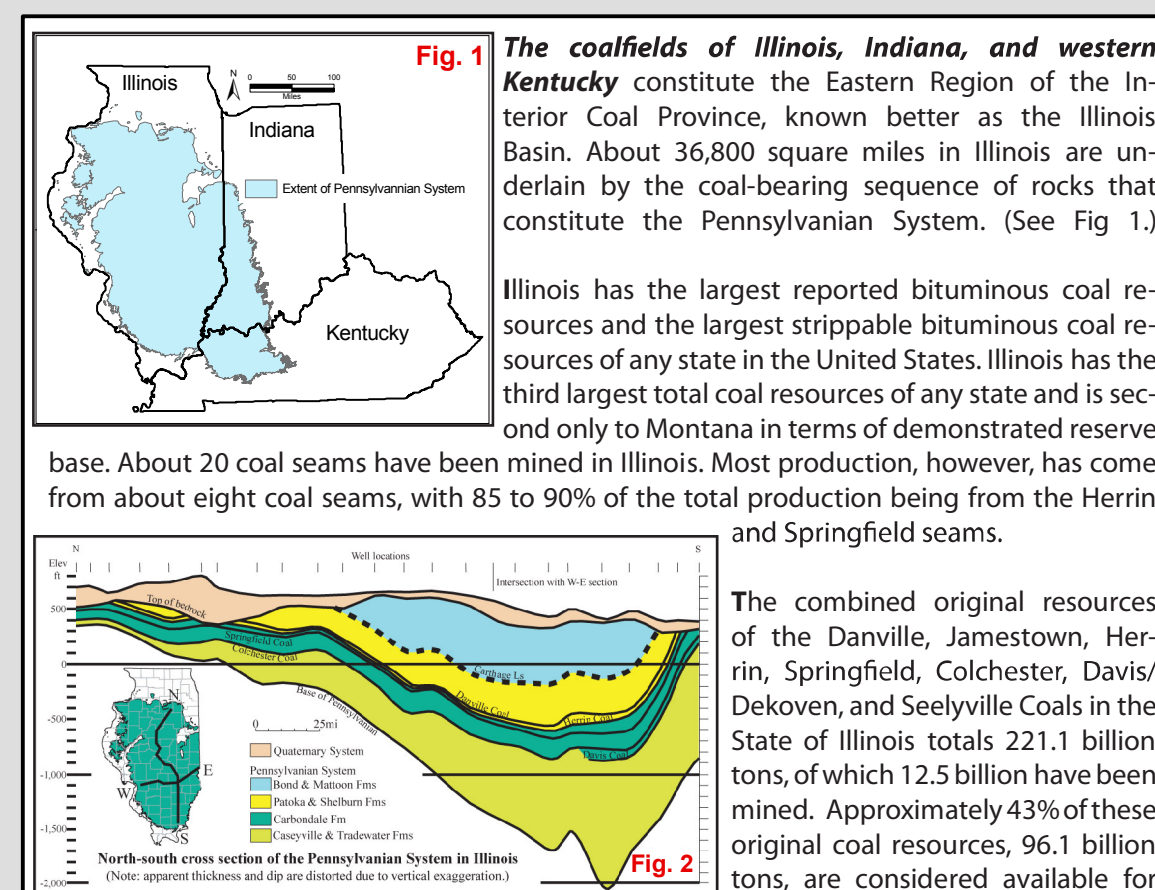 Fig. 1
Illinois
N
0 50 100
Miles
Indiana
Extent of Pennsylvannian System
Kentucky
The coalfields of Illinois, Indiana, and western
Kentucky constitute the Eastern Region of the In-
terior Coal Province, known better as the Illinois
Basin. About 36,800 square miles in Illinois are un-
derlain by the coal-bearing sequence of rocks that
constitute the Pennsylvanian System. (See Fig 1.)
Illinois has the largest reported bituminous coal re-
sources and the largest strippable bituminous coal re-
sources of any state in the United States. Illinois has the
third largest total coal resources of any state and is sec-
ond only to Montana in terms of demonstrated reserve
base. About 20 coal seams have been mined in Illinois. Most production, however, has come
from about eight coal seams, with 85 to 90% of the total production being from the Herrin
and Springfield seams.
N
S
Elev
ft
Well locations
Intersection with W-E section
500
0
-500
-1,000
-1,500
-2,000
Top of bedrock
Springfield Coal
Colchester Coal
Base of Pennsylvanian
Carthage Ls
Danville Coal
Herrin Coal
Davis Coal
N
E
W
S
0 25mi
Quaternary System
Pennsylvanian System
Bond & Mattoon Fms
Patoka & Shelburn Fms
Carbondale Fm
Caseyville & Tradewater Fms
North-south cross section of the Pennsylvanian System in Illinois
(Note: apparent thickness and dip are distorted due to vertical exaggeration.)
Fig. 2
The combined original resources
of the Danville, Jamestown, Her-
rin, Springfield, Colchester, Davis/
Dekoven, and Seelyville Coals in the
State of Illinois totals 221.1 billion
tons, of which 12.5 billion have been
mined. Approximately 43% of these
original coal resources, 96.1 billion
tons, are considered available for